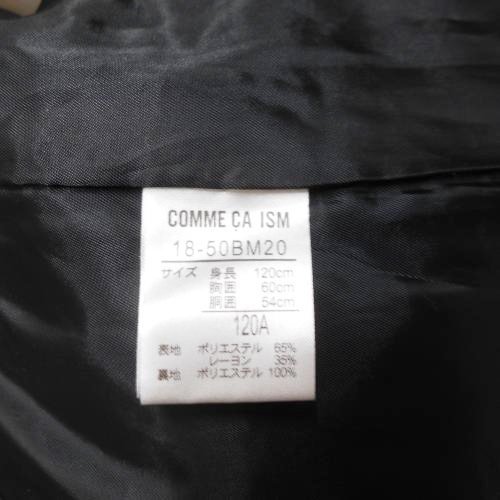 COMME CA ISM
18-50BM20
サイズ 身長 120cm
胸囲 60cm
胴囲 54cm
120A
表地 ポリエステル 65%
レーヨン 35%
裏地 ポリエステル 100%